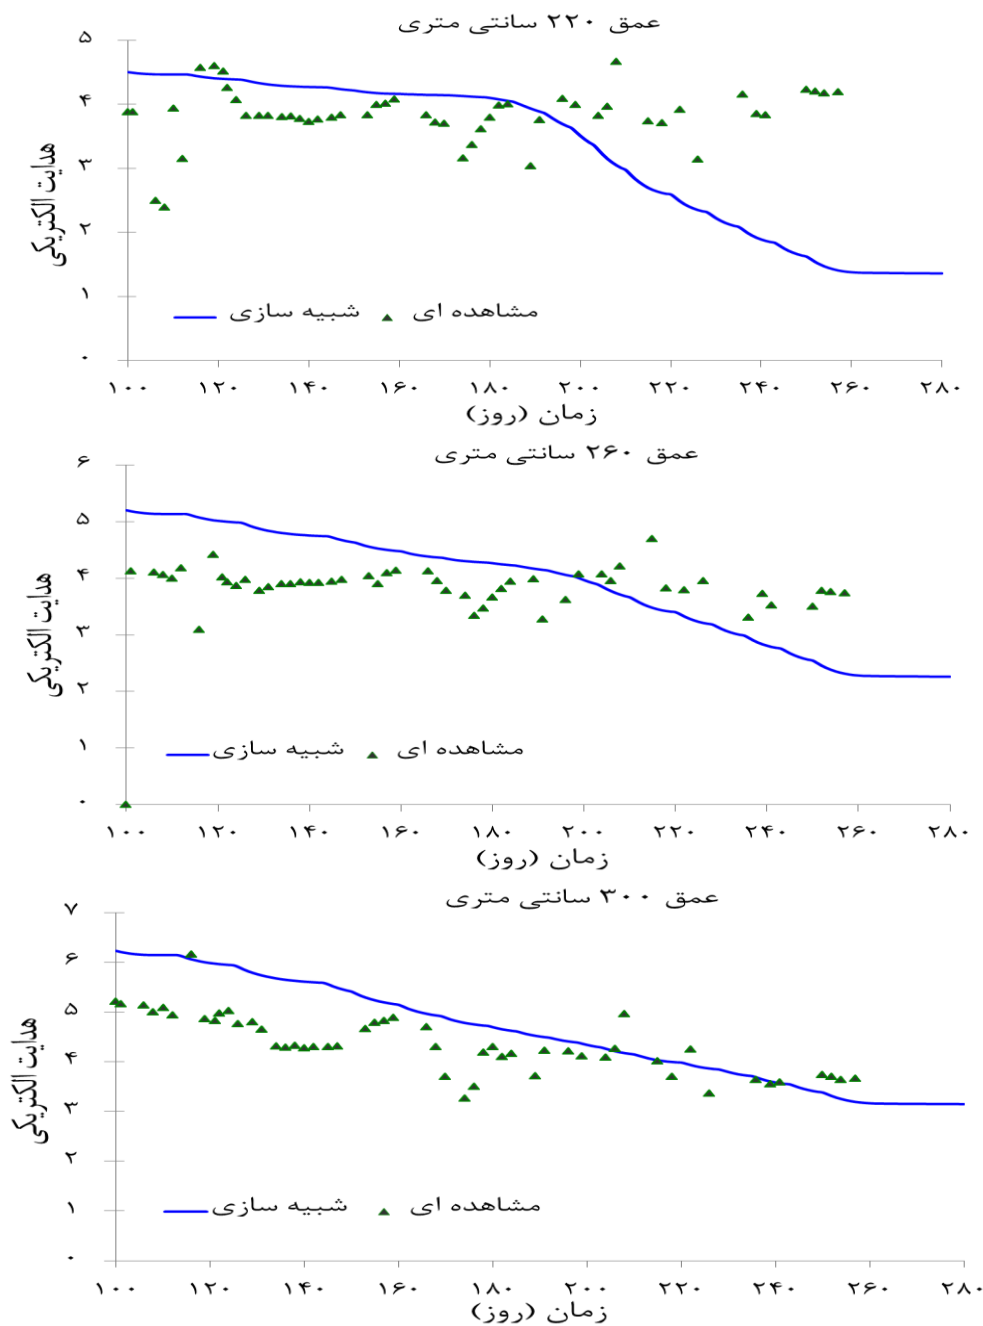 عمق ۲۲۰ سانتی متری
هدایت الکتریکی
۵
۴
۳
۲
۱
۰
شبیه سازی
مشاهده ای
۱۰۰ ۱۲۰ ۱۴۰ ۱۶۰ ۱۸۰ ۲۰۰ ۲۲۰ ۲۴۰ ۲۶۰ ۲۸۰
زمان (روز)
عمق ۲۶۰ سانتی متری
هدایت الکتریکی
۶
۵
۴
۳
۲
۱
۰
شبیه سازی
مشاهده ای
۱۰۰ ۱۲۰ ۱۴۰ ۱۶۰ ۱۸۰ ۲۰۰ ۲۲۰ ۲۴۰ ۲۶۰ ۲۸۰
زمان (روز)
عمق ۳۰۰ سانتی متری
هدایت الکتریکی
۷
۶
۵
۴
۳
۲
۱
۰
شبیه سازی
مشاهده ای
۱۰۰ ۱۲۰ ۱۴۰ ۱۶۰ ۱۸۰ ۲۰۰ ۲۲۰ ۲۴۰ ۲۶۰ ۲۸۰
زمان (روز)